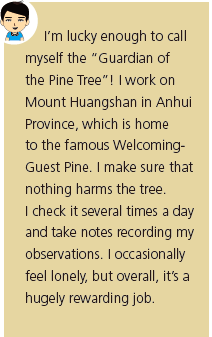 I'm lucky enough to call
myself the “Guardian of
the Pine Tree”! I work on
Mount Huangshan in Anhui
Province, which is home
to the famous Welcoming-
Guest Pine. I make sure that
nothing harms the tree.
I check it several times a day
and take notes recording my
observations. I occasionally
feel lonely, but overall, it's a
hugely rewarding job.